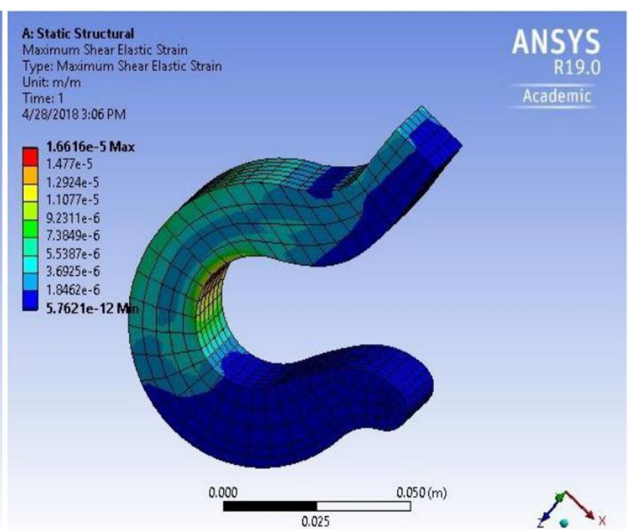 A: Static Structural
Maximum Shear Elastic Strain
Type: Maximum Shear Elastic Strain
Unit: m/m
Time: 1
4/28/2018 3:06 PM
1.6616e-5 Max
1.477e-5
1.2924e-5
1.1077e-5
9.2311e-6
7.3849e-6
5.5387e-6
3.6925e-6
1.8462e-6
5.7621e-12 Min
ANSYS
R19.0
Academic
0.000
0.050 (m)
0.025
Z
X